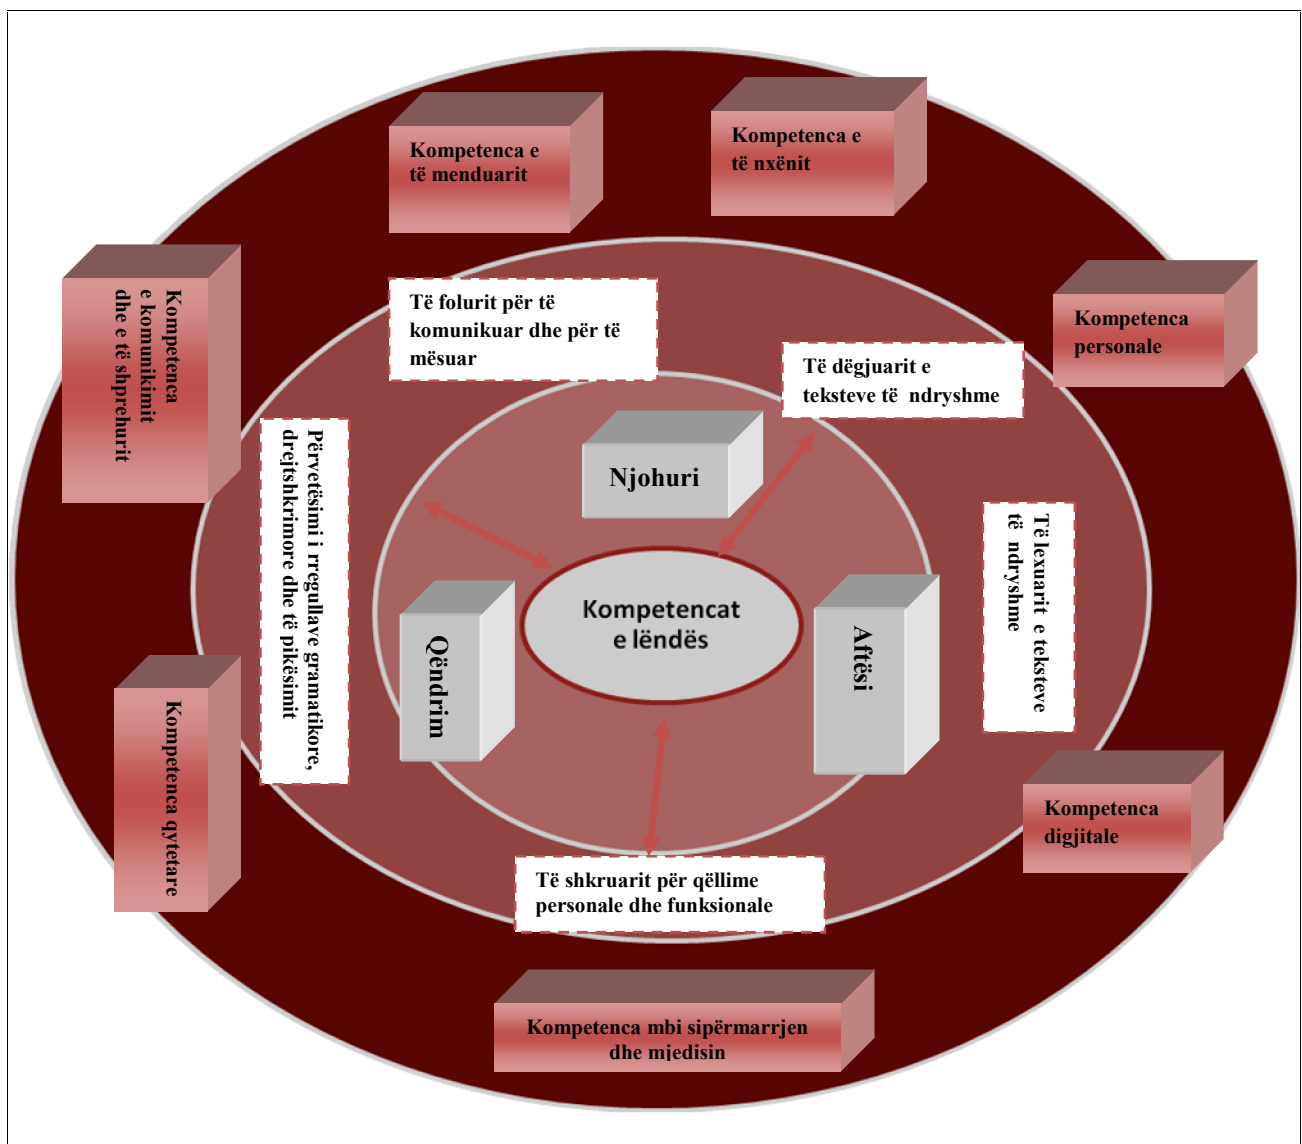 Kompetenca e
të menduarit
Kompetenca e
të nxënit
Kompetenca
e komunikimit
dhe e të shprehurit
Kompetenca
personale
Të folurit për të
komunikuar dhe për të
mësuar
Të dëgjuarit e
teksteve të ndryshme
Përvetësimi i rregullave gramatikore,
drejtshkrimore dhe të pikësimit
Njohuri
Të lexuarit e teksteve
të ndryshme
Kompetencat
e lëndës
Qëndrim
Aftësi
Kompetenca qytetare
Kompetenca
digjitale
Të shkruarit për qëllime
personale dhe funksionale
Kompetenca mbi sipërmarrjen
dhe mjedisin